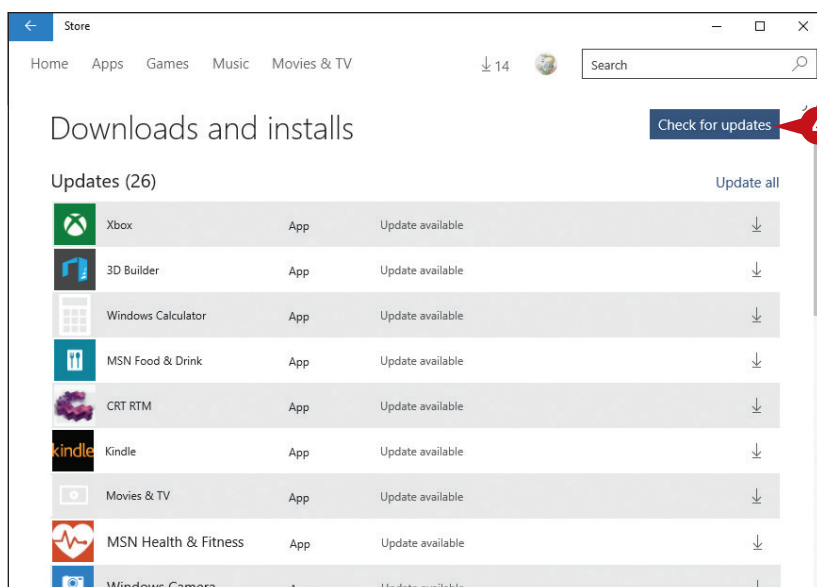 Store
Home Apps Games Music Movies & TV 14 Search
Downloads and installs Check for updates
Updates (26) Update all
Xbox App Update available
3D Builder App Update available
Windows Calculator App Update available
MSN Food & Drink App Update available
CRT RTM App Update available
kindle Kindle App Update available
Movies & TV App Update available
MSN Health & Fitness App Update available
Windows Camera